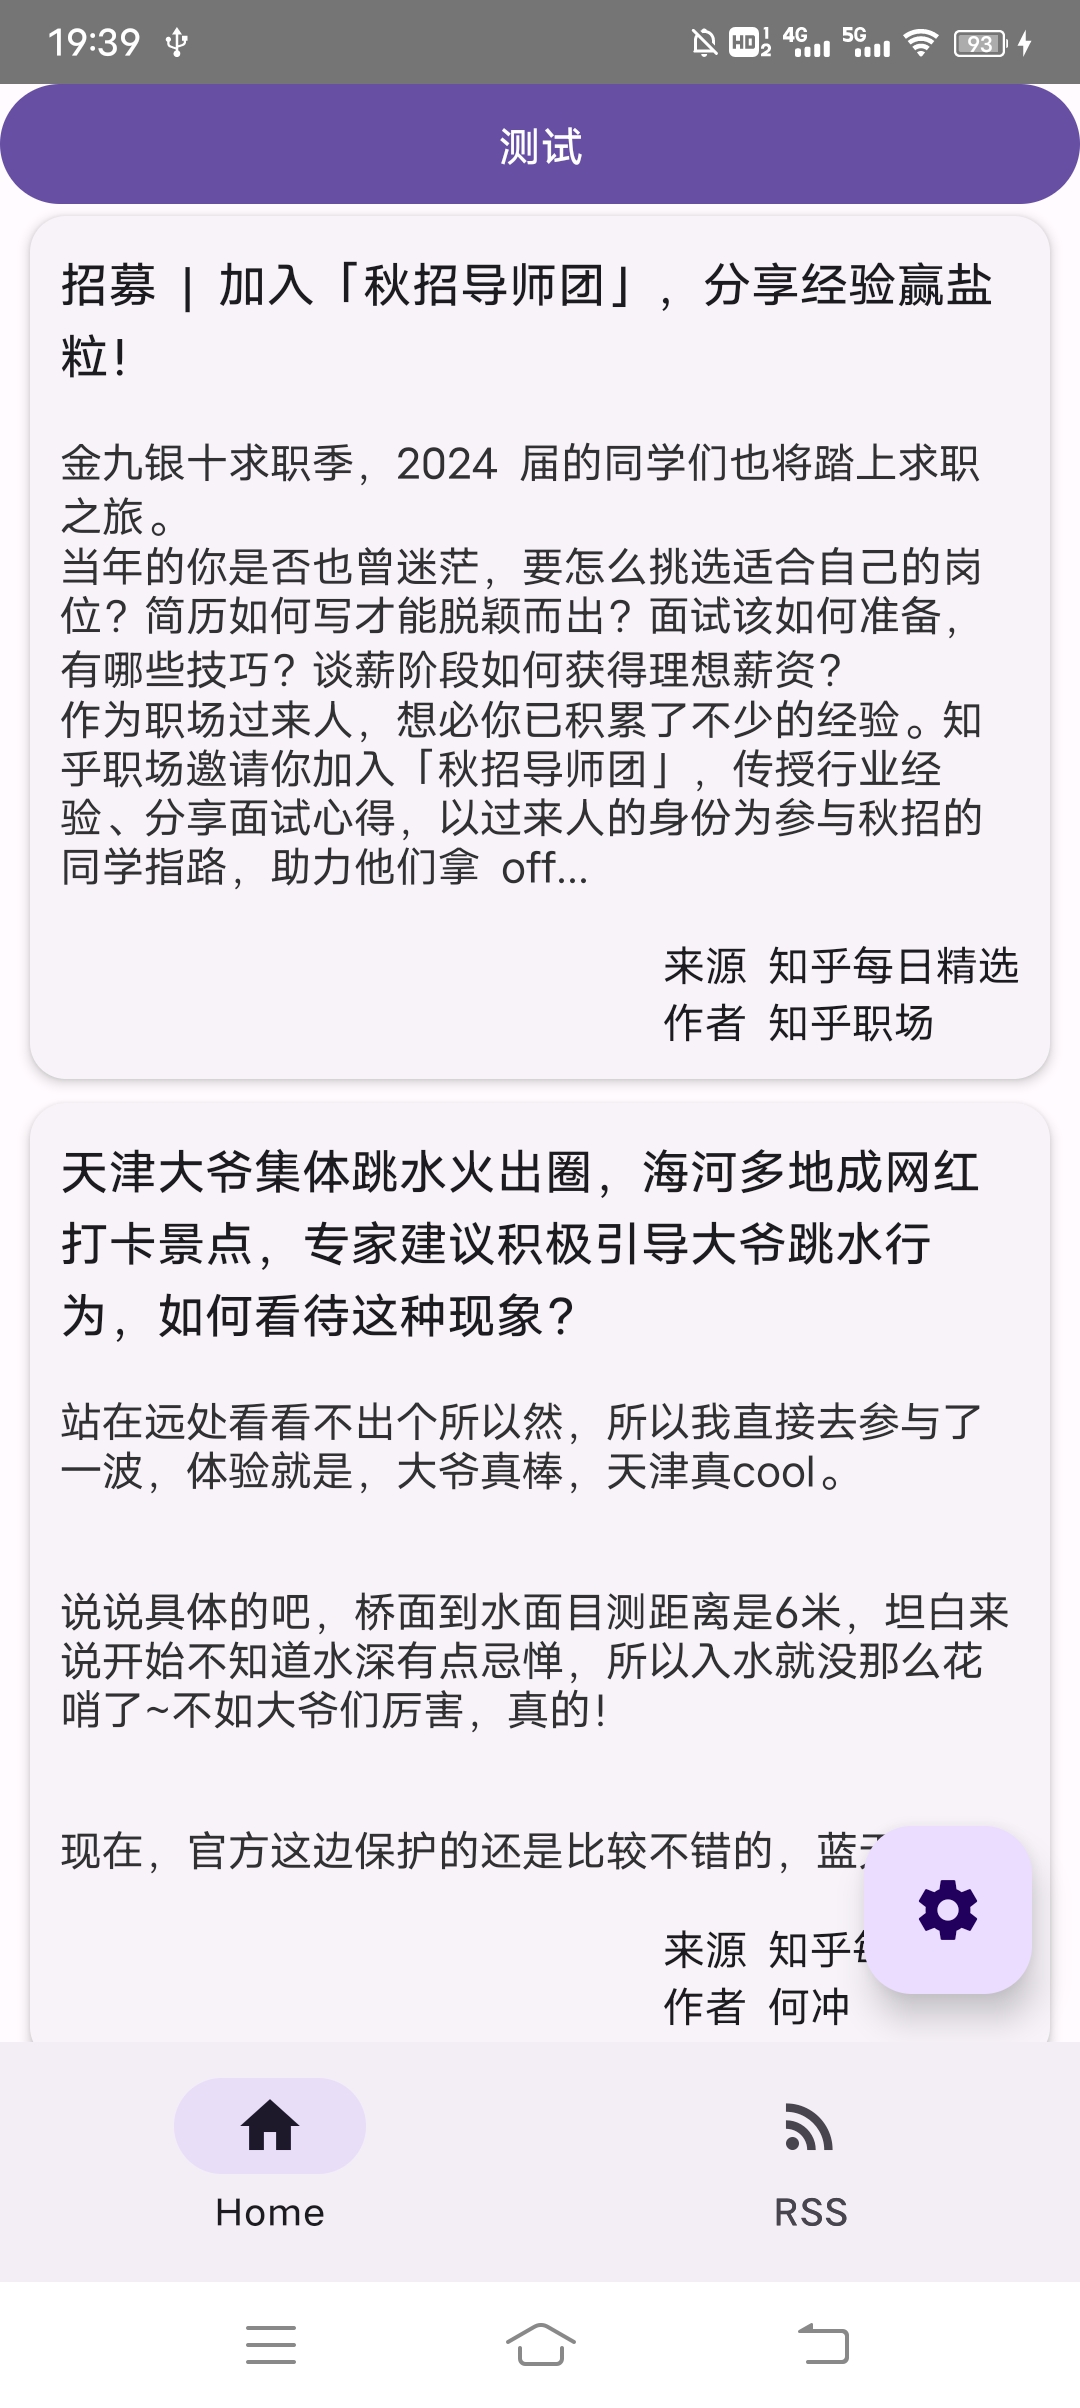 19:39
HD 1 2 4G 5G 93
测试
招募 | 加入「秋招导师团」，分享经验赢盐
粒！
金九银十求职季，2024 届的同学们也将踏上求职
之旅。
当年的你是否也曾迷茫，要怎么挑选适合自己的岗
位？简历如何写才能脱颖而出？面试该如何准备，
有哪些技巧？谈薪阶段如何获得理想薪资？
作为职场过来人，想必你已积累了不少的经验。知
乎职场邀请你加入「秋招导师团」，传授行业经
验、分享面试心得，以过来人的身份为参与秋招的
同学指路，助力他们拿 off...
来源 知乎每日精选
作者 知乎职场
天津大爷集体跳水火出圈，海河多地成网红
打卡景点，专家建议积极引导大爷跳水行
为，如何看待这种现象？
站在远处看看不出个所以然，所以我直接去参与了
一波，体验就是，大爷真棒，天津真cool。
说说具体的吧，桥面到水面目测距离是6米，坦白来
说开始不知道水深有点忌惮，所以入水就没那么花
哨了~不如大爷们厉害，真的！
现在，官方这边保护的还是比较不错的，蓝天
来源 知乎每
作者 何冲
Home
RSS